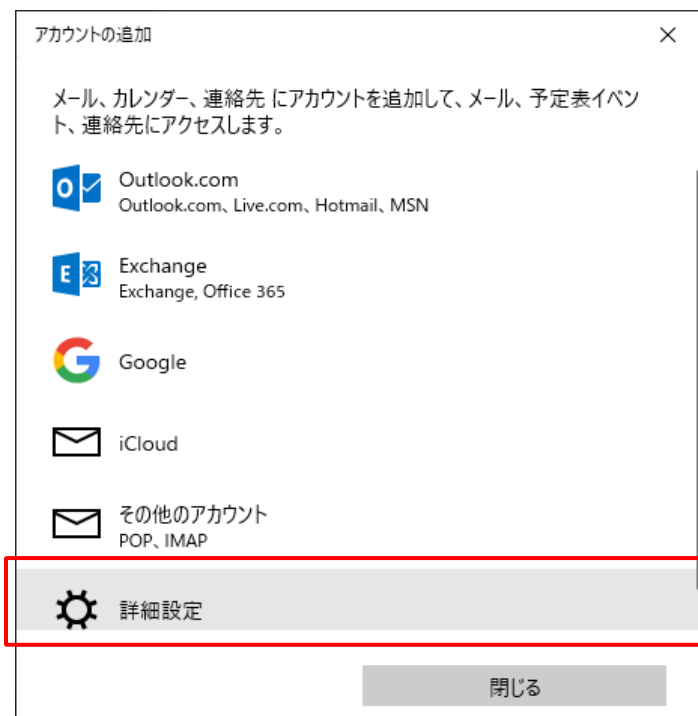 アカウントの追加
メール、カレンダー、連絡先 にアカウントを追加して、メール、予定表イベン
ト、連絡先にアクセスします。
Outlook.com
Outlook.com、Live.com、Hotmail、MSN
Exchange
Exchange, Office 365
Google
iCloud
その他のアカウント
POP、IMAP
詳細設定
閉じる